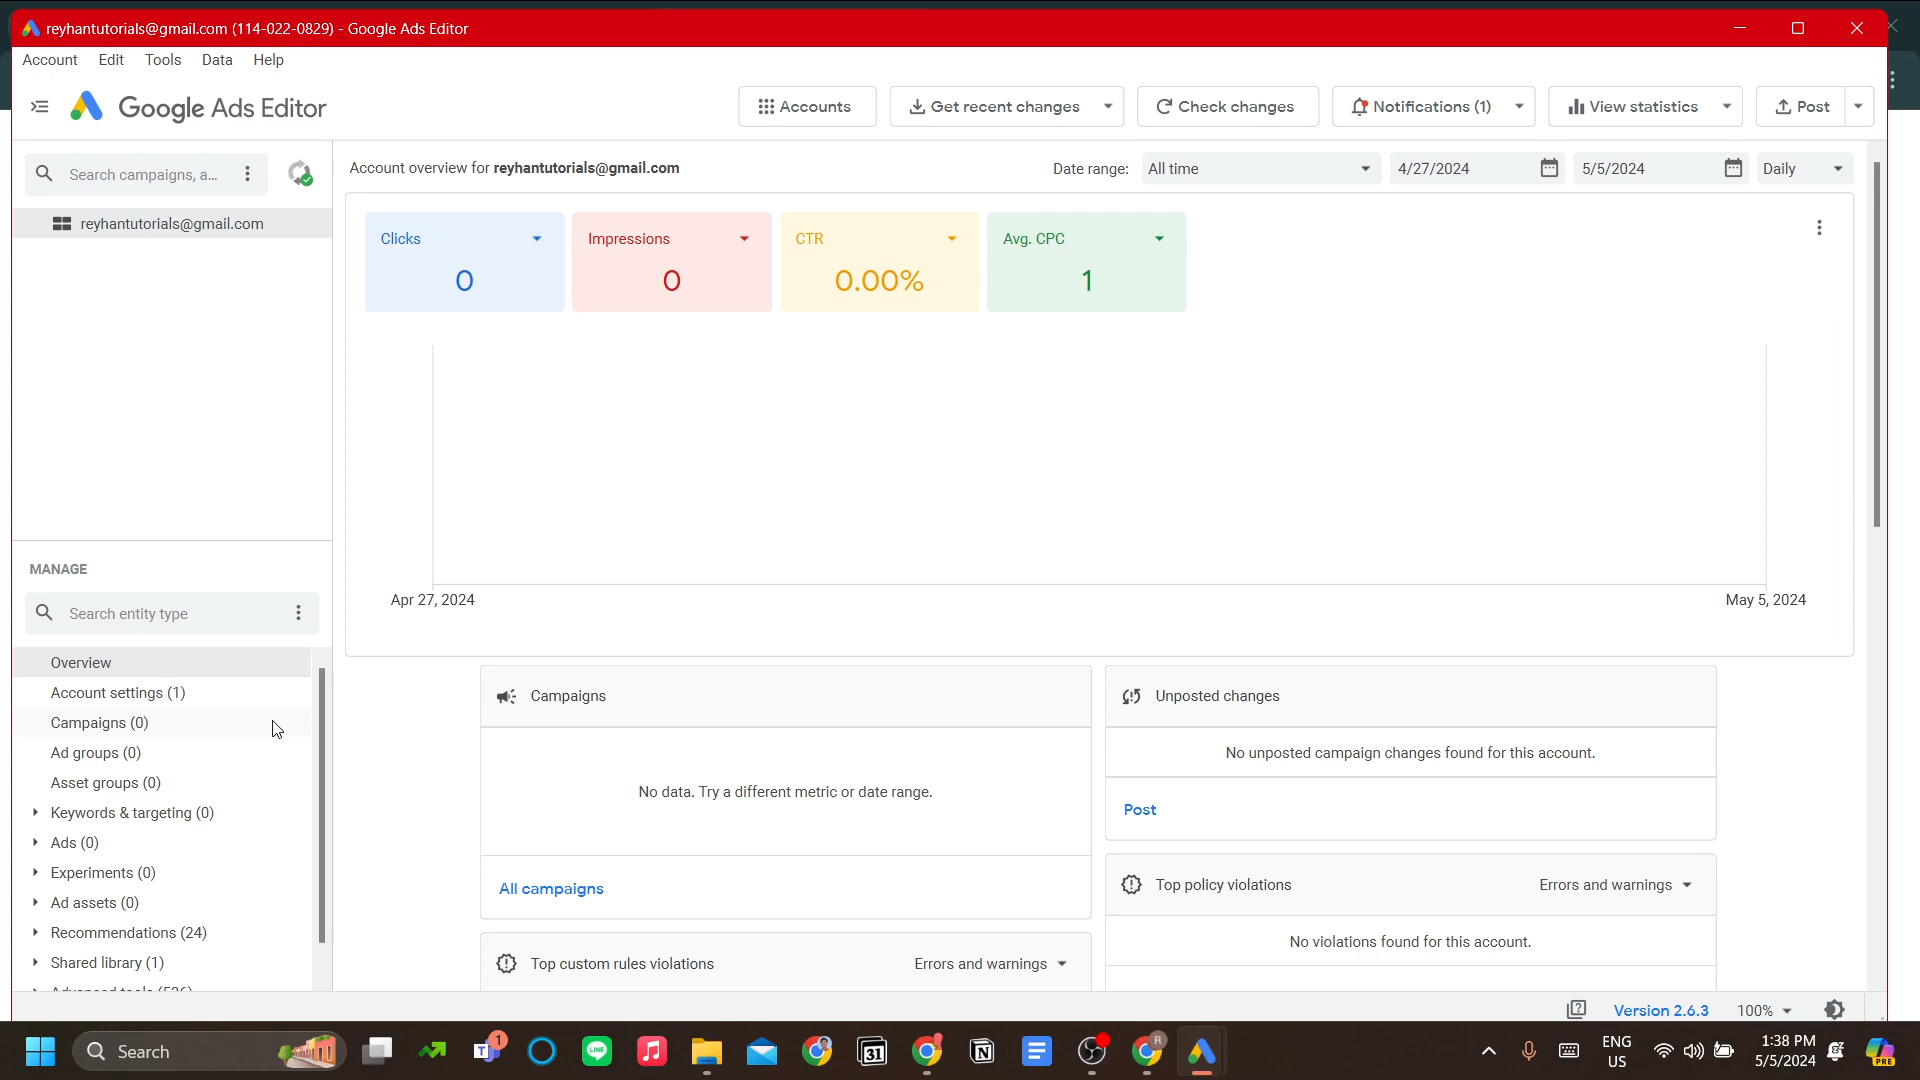 reyhantutorials@gmail.com (114-022-0829) - Google Ads Editor
Account Edit Tools Data Help
Google Ads Editor
Accounts
Get recent changes
Check changes
Notifications (1)
View statistics
Post
Search campaigns, a...
Account overview for reyhantutorials@gmail.com
Date range:
All time
4/27/2024
5/5/2024
Daily
reyhantutorials@gmail.com
Clicks
0
Impressions
0
CTR
0.00%
Avg. CPC
1
Apr 27, 2024
May 5, 2024
MANAGE
Search entity type
Overview
Account settings (1)
Campaigns (0)
Ad groups (0)
Asset groups (0)
Keywords & targeting (0)
Ads (0)
Experiments (0)
Ad assets (0)
Recommendations (24)
Shared library (1)
Campaigns
No data. Try a different metric or date range.
All campaigns
Top custom rules violations
Errors and warnings
Unposted changes
No unposted campaign changes found for this account.
Post
Top policy violations
Errors and warnings
No violations found for this account.
Version 2.6.3
100%
Search
1
LINE
31
R
PRE
ENG
US
1:38 PM
5/5/2024